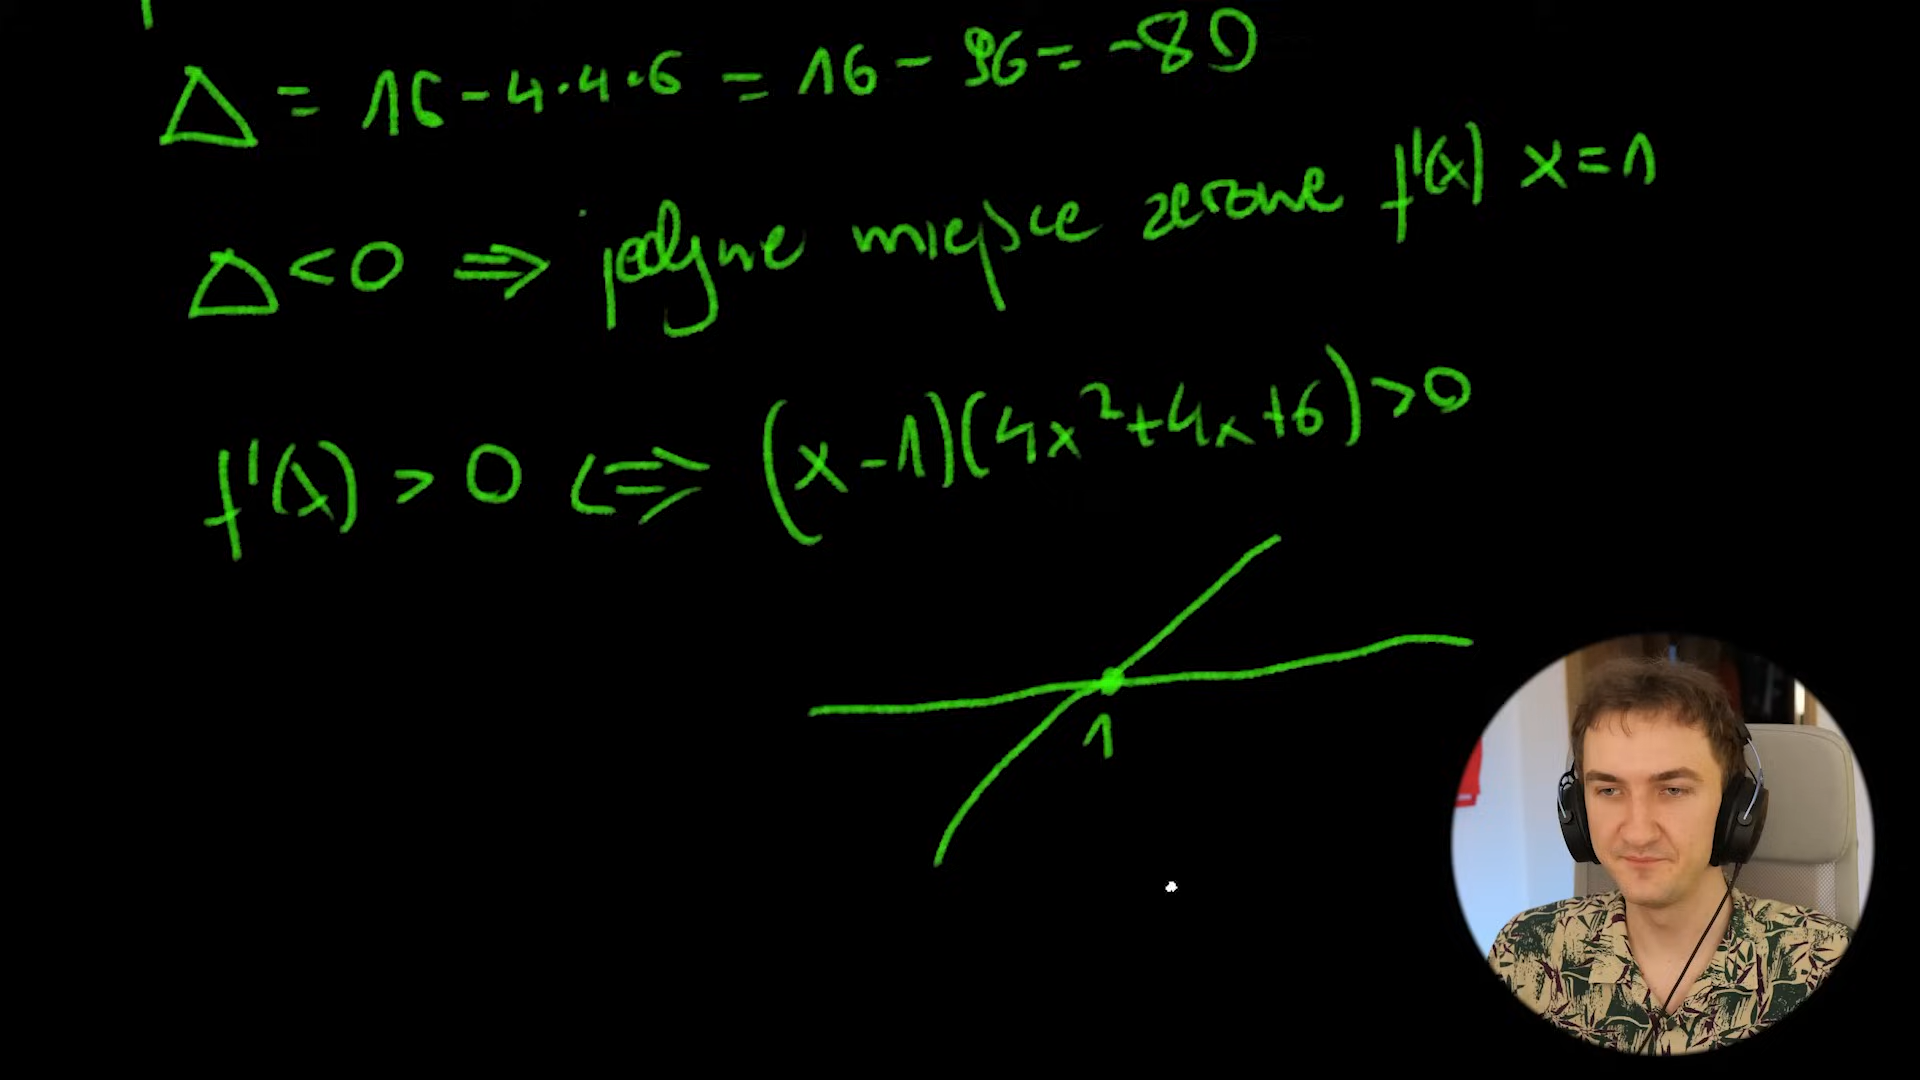 Δ = 16 - 4·4·6 = 16 - 96 = -80
Δ < 0 ⇒ jedyne miejsce zerowe f'(x) x = 1
f'(x) > 0 ⇔ (x-1)(4x²+4x+6) > 0
1